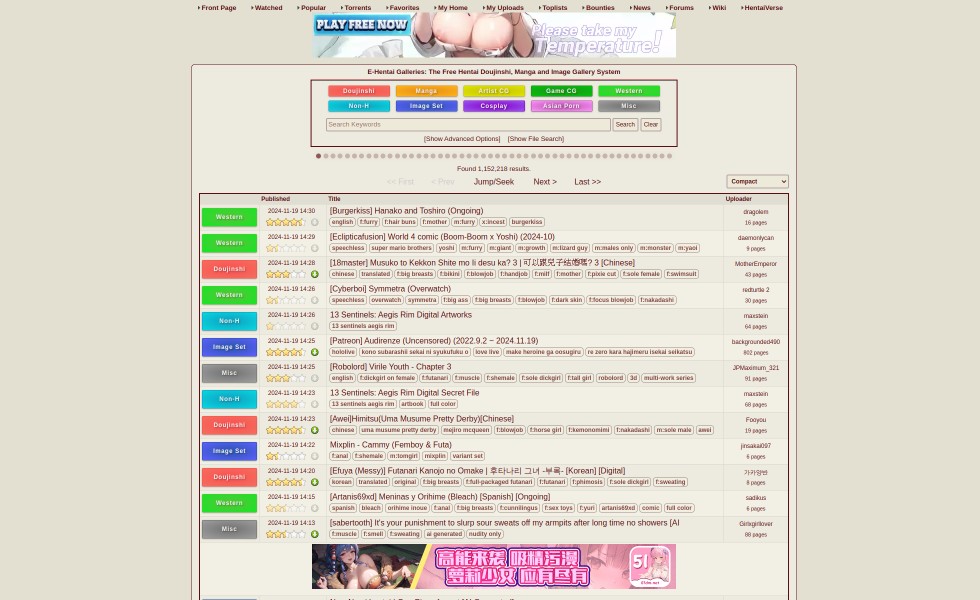 Front Page Watched Popular Torrents Favorites My Home My Uploads Toplists Bounties News Forums Wiki HentaiVerse
PLAY FREE NOW
Please take my Temperature!
E-Hentai Galleries: The Free Hentai Doujinshi, Manga and Image Gallery System
Doujinshi Manga Artist CG Game CG Western
Non-H Image Set Cosplay Asian Porn Misc
Search Keywords Search Clear
[Show Advanced Options] [Show File Search]
Found 1,152,218 results.
<< First < Prev Jump/Seek Next > Last >> Compact
Published Title Uploader
Western 2024-11-19 14:30 [Burgerkiss] Hanako and Toshiro (Ongoing) dragolem
english f:furry f:hair buns f:mother m:furry x:incest burgerkiss 16 pages
Western 2024-11-19 14:29 [Eclipticafusion] World 4 comic (Boom-Boom x Yoshi) (2024-10) daemonlycan
speechless super mario brothers yoshi m:furry m:giant m:growth m:lizard guy m:males only m:monster m:yaoi 9 pages
Doujinshi 2024-11-19 14:28 [18master] Musuko to Kekkon Shite mo Ii desu ka? 3 | 可以跟兒子結婚嗎? 3 [Chinese] MotherEmperor
chinese translated f:big breasts f:bikini f:blowjob f:handjob f:milf f:mother f:pixie cut f:sole female f:swimsuit 43 pages
Western 2024-11-19 14:26 [Cyberboi] Symmetra (Overwatch) redturtle 2
speechless overwatch symmetra f:big ass f:big breasts f:blowjob f:dark skin f:focus blowjob f:nakadashi 30 pages
Non-H 2024-11-19 14:26 13 Sentinels: Aegis Rim Digital Artworks maxstein
13 sentinels aegis rim 64 pages
Image Set 2024-11-19 14:25 [Patreon] Audirenze (Uncensored) (2022.9.2 ~ 2024.11.19) backgrounded490
hololive kono subarashii sekai ni syukufuku o love live make heroine ga oosugiru re zero kara hajimeru isekai seikatsu 802 pages
Misc 2024-11-19 14:25 [Robolord] Virile Youth - Chapter 3 JPMaximum_321
english f:dickgirl on female f:futanari f:muscle f:shemale f:sole dickgirl f:tall girl robolord 3d multi-work series 91 pages
Non-H 2024-11-19 14:23 13 Sentinels: Aegis Rim Digital Secret File maxstein
13 sentinels aegis rim artbook full color 68 pages
Doujinshi 2024-11-19 14:23 [Awei]Himitsu(Uma Musume Pretty Derby)[Chinese] Fooyou
chinese uma musume pretty derby mejiro mcqueen f:blowjob f:horse girl f:kemonomimi f:nakadashi m:sole male awei 19 pages
Image Set 2024-11-19 14:22 Mixplin - Cammy (Femboy & Futa) jinsakai097
f:anal f:shemale m:tomgirl mixplin variant set 6 pages
Doujinshi 2024-11-19 14:20 [Efuya (Messy)] Futanari Kanojo no Omake | 후타나리 그녀 -부록- [Korean] [Digital]
korean translated original f:big breasts f:full-packaged futanari f:futanari f:phimosis f:sole dickgirl f:sweating 8 pages
Western 2024-11-19 14:15 [Artanis69xd] Meninas y Orihime (Bleach) [Spanish] [Ongoing] sadikus
spanish bleach orihime inoue f:anal f:big breasts f:cunnilingus f:sex toys f:yuri artanis69xd comic full color 6 pages
Misc 2024-11-19 14:13 [sabertooth] It's your punishment to slurp sour sweats off my armpits after long time no showers [AI Girlxgirllover
f:muscle f:smell f:sweating ai generated nudity only 88 pages
高能来袭 吸精污漫
萝莉少女 应有尽有